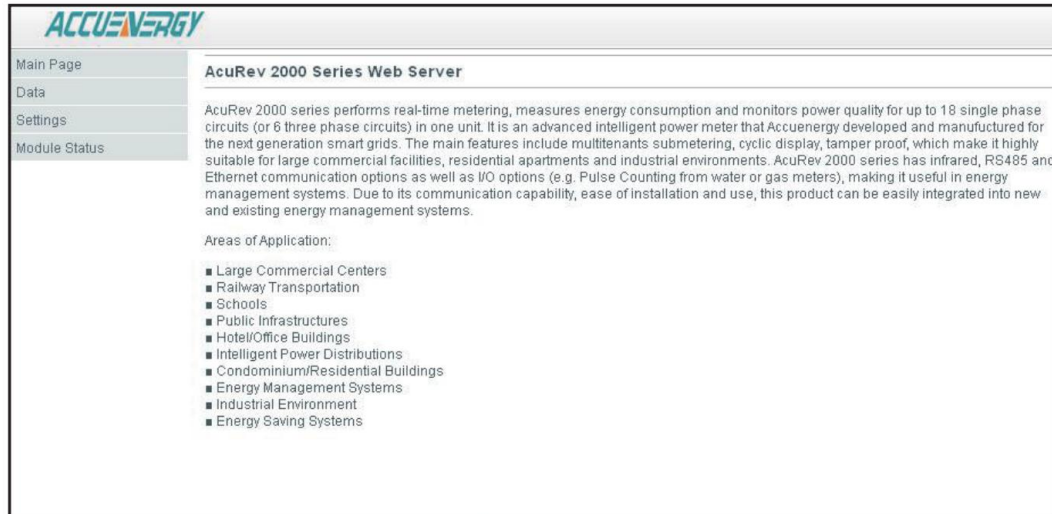 ACCUENERGY
Main Page
Data
Settings
Module Status
AcuRev 2000 Series Web Server
AcuRev 2000 series performs real-time metering, measures energy consumption and monitors power quality for up to 18 single phase
circuits (or 6 three phase circuits) in one unit. It is an advanced intelligent power meter that Accuenergy developed and manufuctured for
the next generation smart grids. The main features include multitenants submetering, cyclic display, tamper proof, which make it highly
suitable for large commercial facilities, residential apartments and industrial environments. AcuRev 2000 series has infrared, RS485 and
Ethernet communication options as well as I/O options (e.g. Pulse Counting from water or gas meters), making it useful in energy
management systems. Due to its communication capability, ease of installation and use, this product can be easily integrated into new
and existing energy management systems.
Areas of Application:
■ Large Commercial Centers
■ Railway Transportation
■ Schools
■ Public Infrastructures
■ Hotel/Office Buildings
■ Intelligent Power Distributions
■ Condominium/Residential Buildings
■ Energy Management Systems
■ Industrial Environment
■ Energy Saving Systems